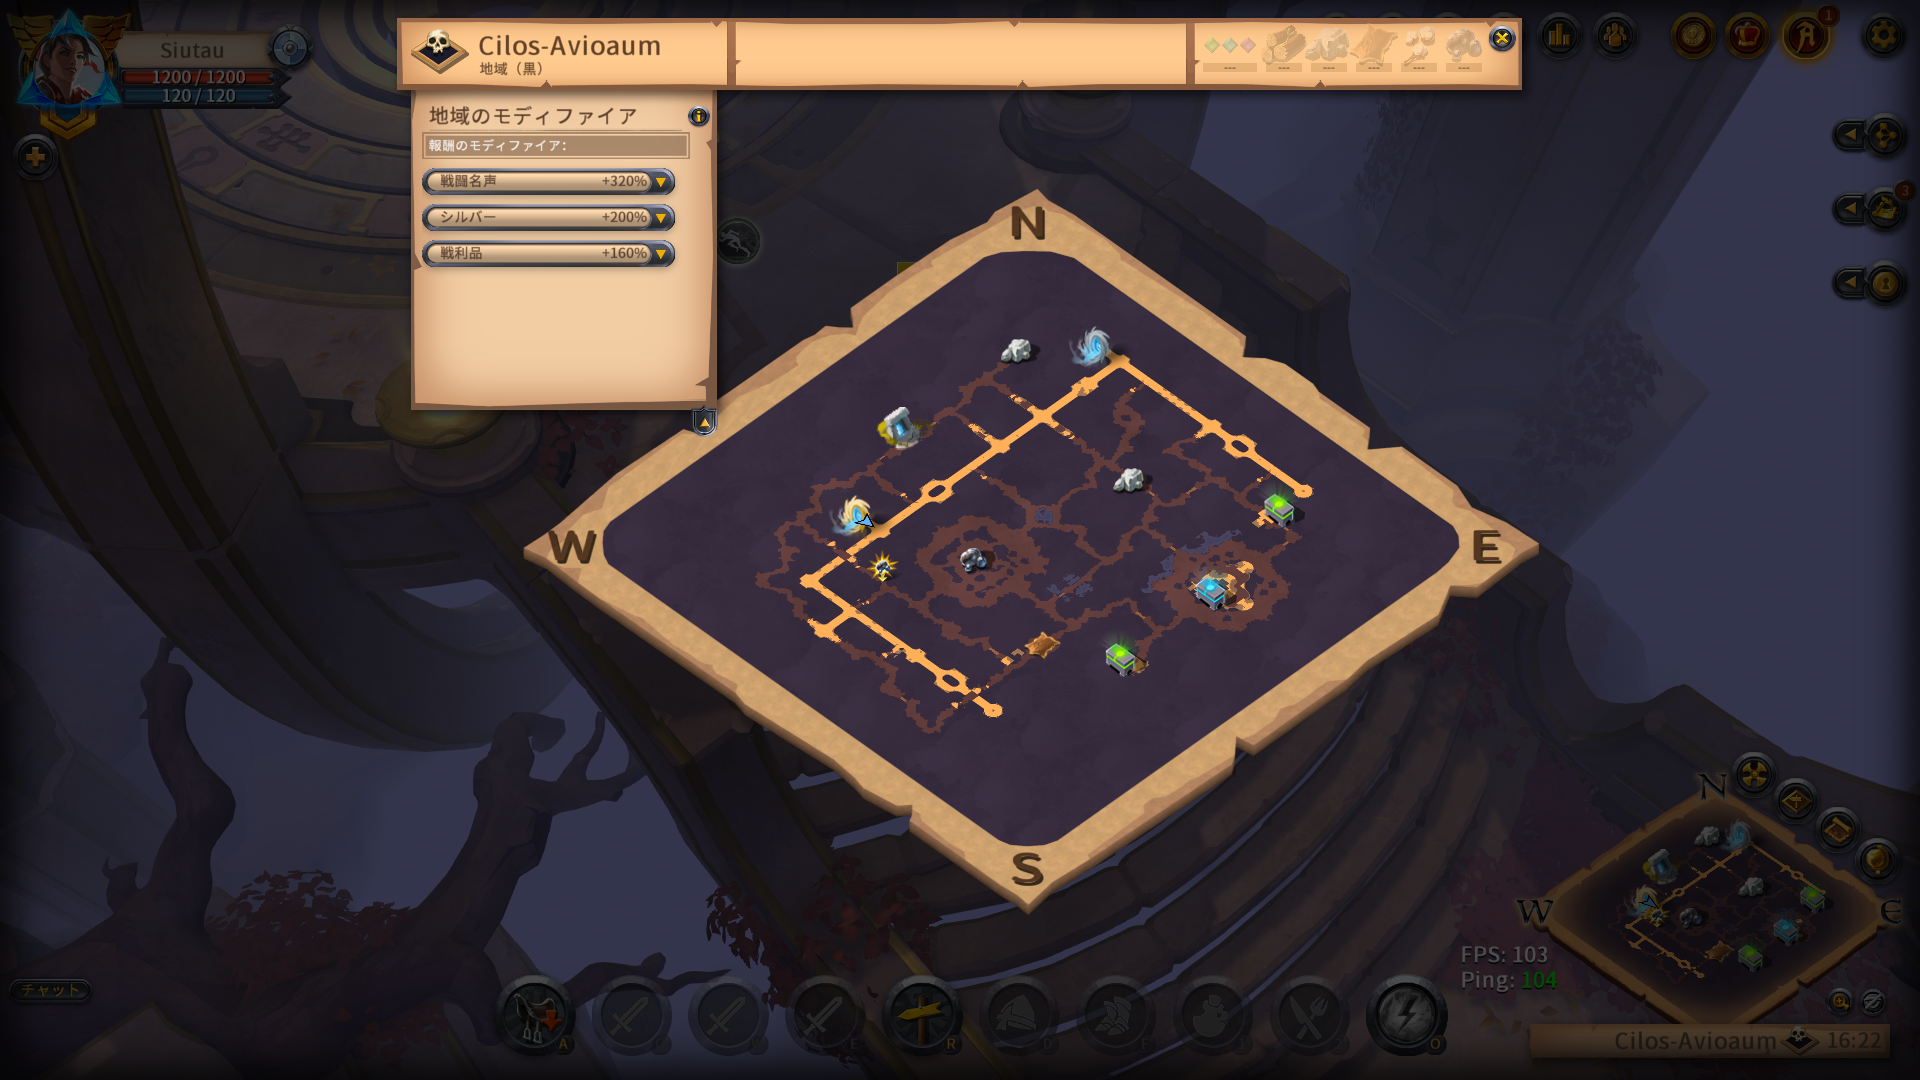 Siutau
1200 / 1200
120 / 120
Cilos-Avioaum
地域（黒）
---
---
---
---
---
---
1
地域のモディファイア
報酬のモディファイア:
戦闘名声 +320%
シルバー +200%
戦利品 +160%
3
N
W
E
S
N
W
E
FPS: 103
Ping: 104
チャット
A
E
R
D
F
O
Cilos-Avioaum 16:22